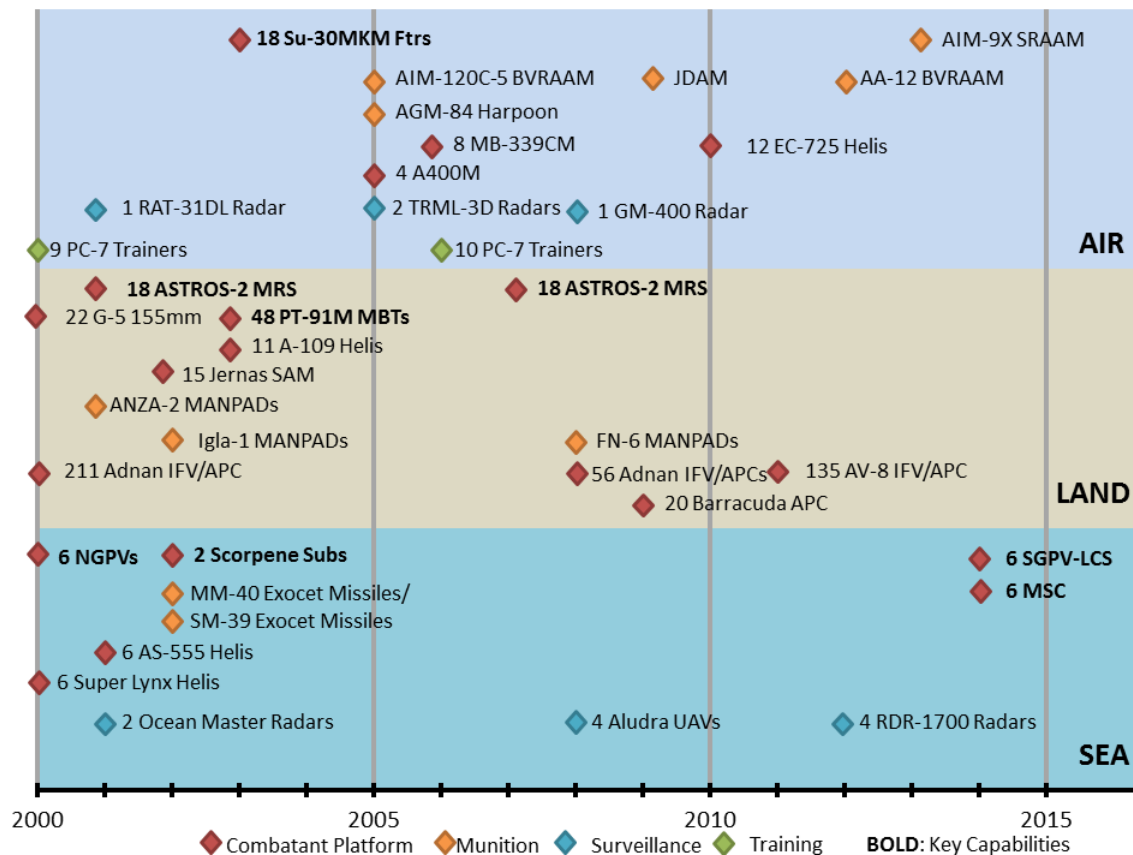 18 Su-30MKM Ftrs
AIM-9X SRAAM
AIM-120C-5 BVRAAM
JDAM
AA-12 BVRAAM
AGM-84 Harpoon
8 MB-339CM
12 EC-725 Helis
4 A400M
1 RAT-31DL Radar
2 TRML-3D Radars
1 GM-400 Radar
9 PC-7 Trainers
10 PC-7 Trainers
AIR
18 ASTROS-2 MRS
18 ASTROS-2 MRS
22 G-5 155mm
48 PT-91M MBTs
11 A-109 Helis
15 Jernas SAM
ANZA-2 MANPADs
Igla-1 MANPADs
FN-6 MANPADs
211 Adnan IFV/APC
56 Adnan IFV/APCs
135 AV-8 IFV/APC
20 Barracuda APC
LAND
6 NGPVs
2 Scorpene Subs
6 SGPV-LCS
MM-40 Exocet Missiles/
6 MSC
SM-39 Exocet Missiles
6 AS-555 Helis
6 Super Lynx Helis
2 Ocean Master Radars
4 Aludra UAVs
4 RDR-1700 Radars
SEA
2000
2005
2010
2015
Combatant Platform
Munition
Surveillance
Training
BOLD: Key Capabilities